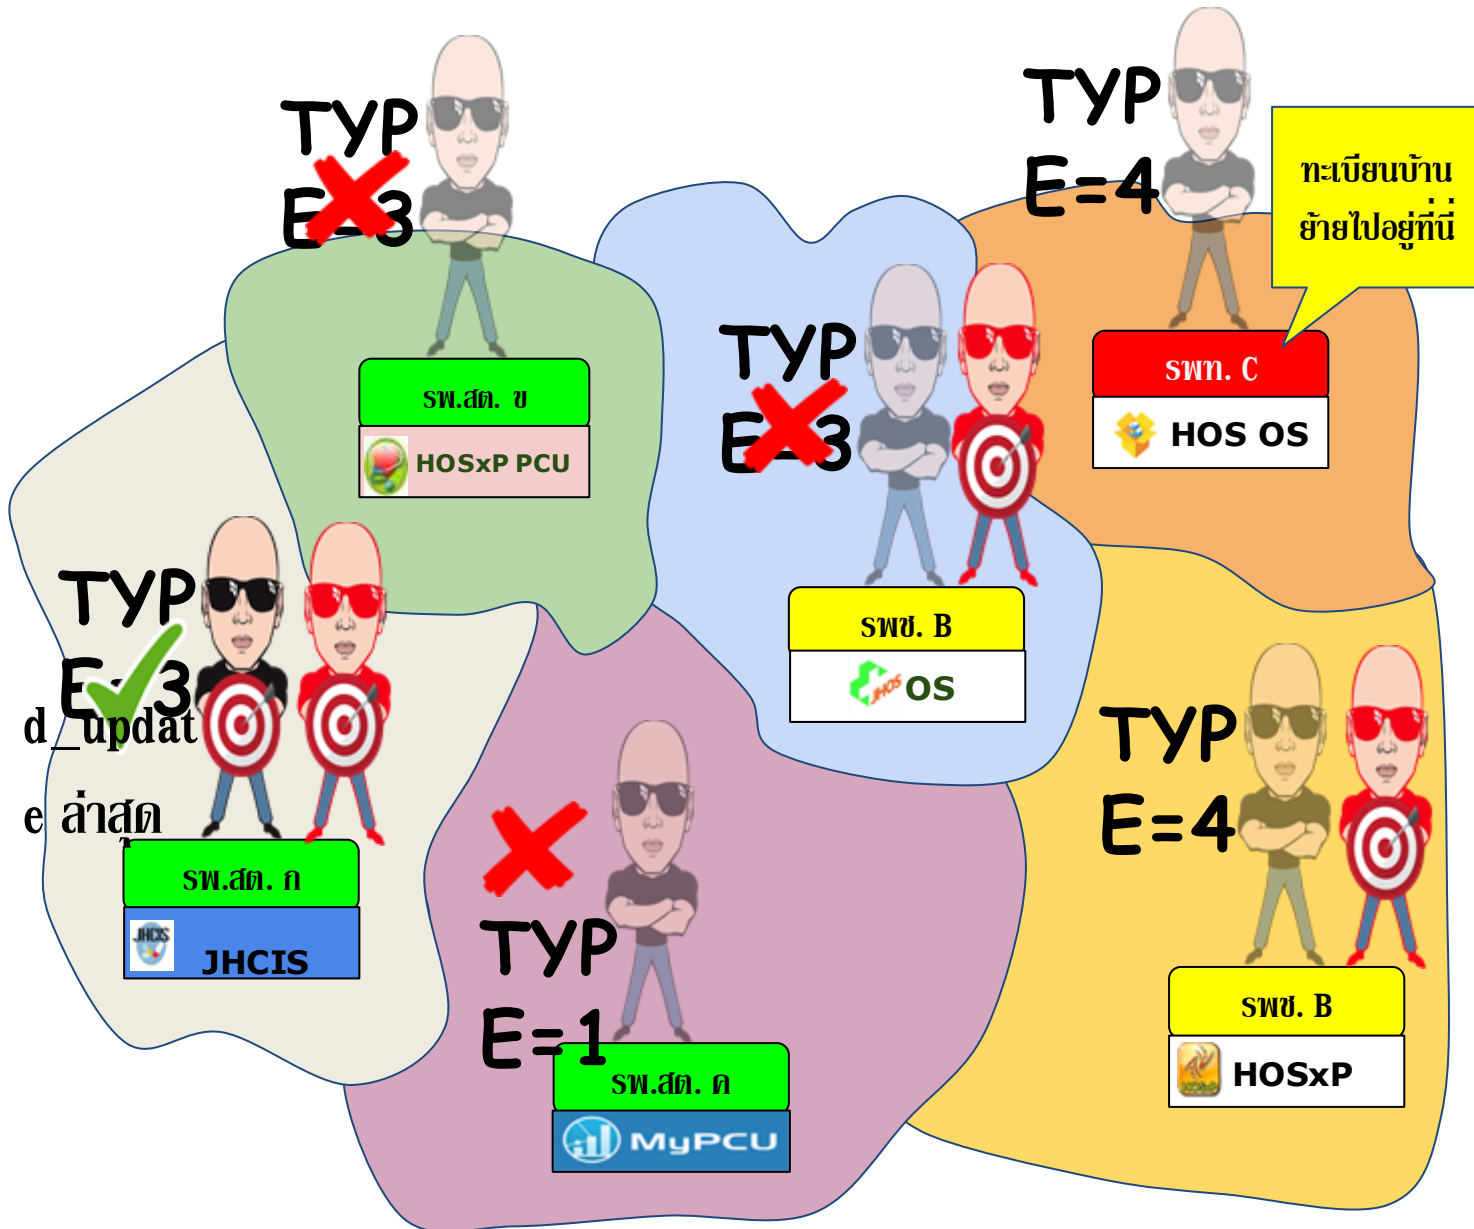 TYP
E=3
TYP
E=4
ทะเบียนบ้าน
ย้ายไปอยู่ที่นี่
รพ.สต. ข
HOSxP PCU
TYP
E=3
รพท. C
HOS OS
รพช. B
JHOS OS
TYP
E=3
d_updat
e ล่าสุด
รพ.สต. ก
JHCIS
JHCIS
TYP
E=1
รพ.สต. ค
MyPCU
TYP
E=4
รพช. B
HOSxP